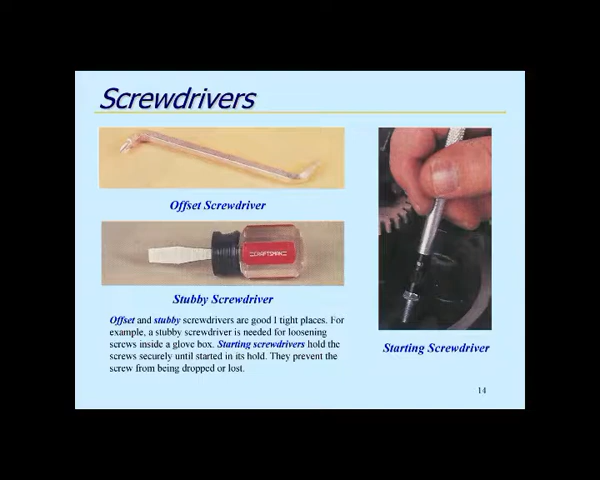 Screwdrivers
Offset Screwdriver
CRAFTSMAN
Stubby Screwdriver
Offset and stubby screwdrivers are good I tight places. For
example, a stubby screwdriver is needed for loosening
screws inside a glove box. Starting screwdrivers hold the
screws securely until started in its hold. They prevent the
screw from being dropped or lost.
Starting Screwdriver
14